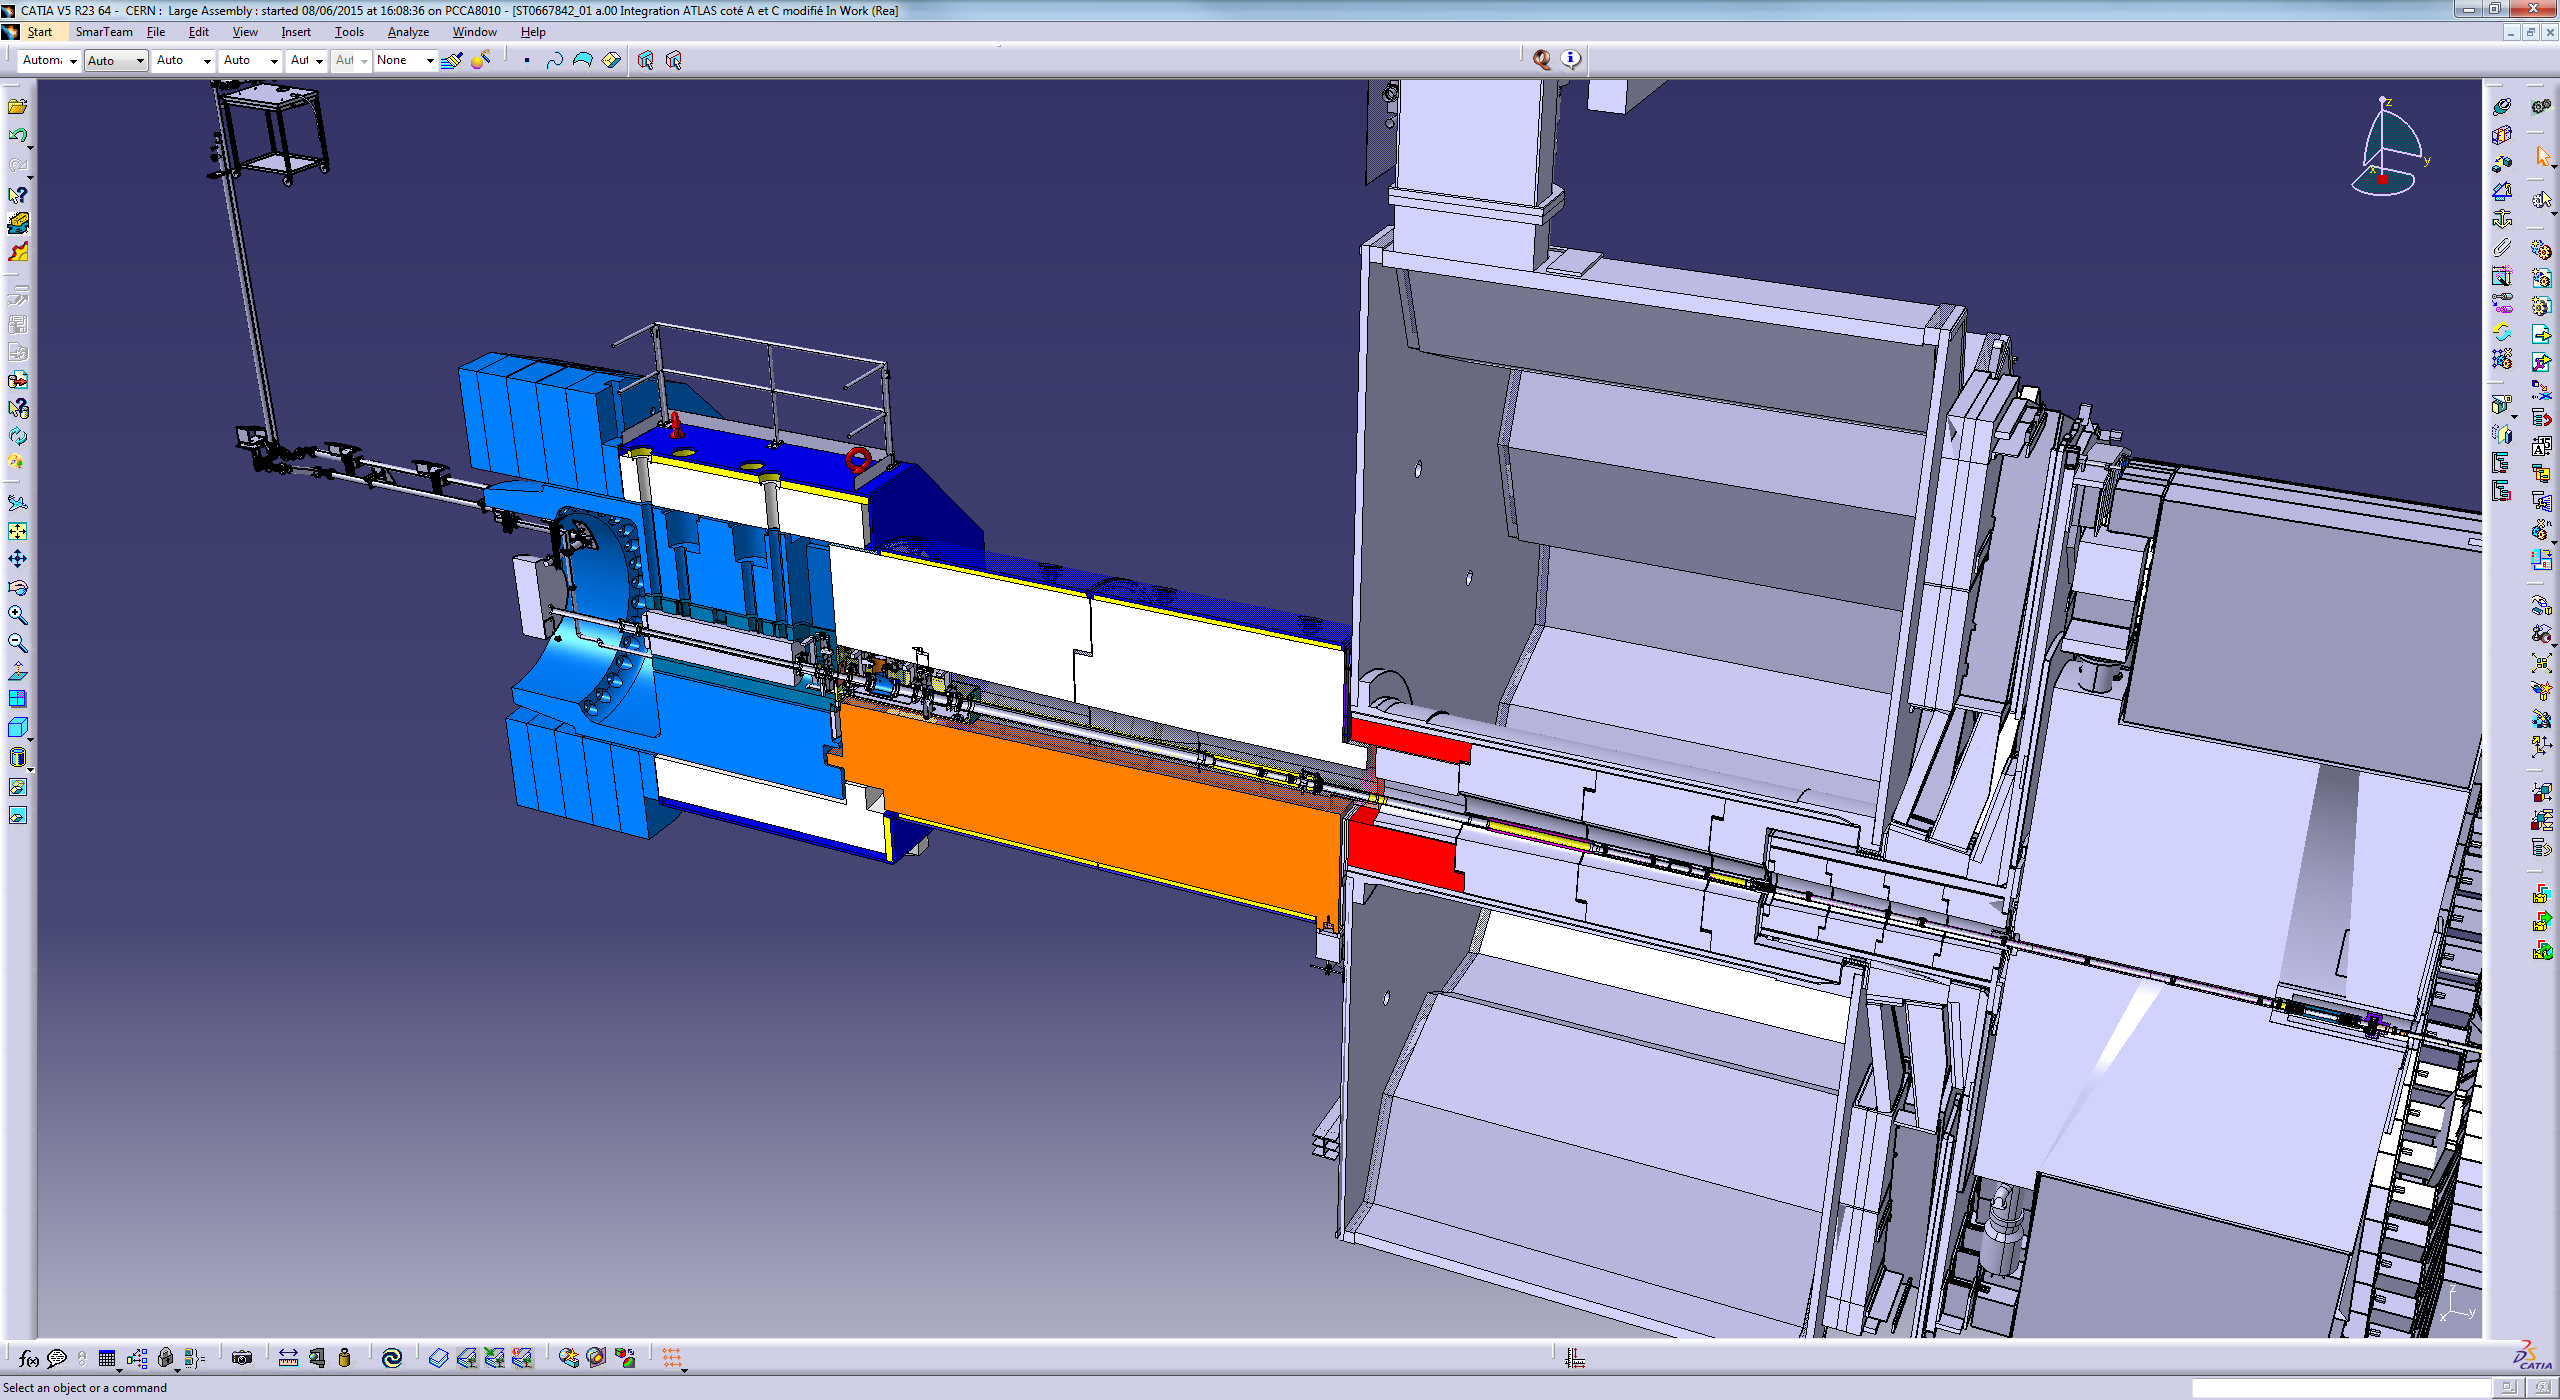 CATIA V5 R23 64 - CERN : Large Assembly : started 08/06/2015 at 16:08:36 on PCCA8010 - [ST0667842_01 a.00 Integration ATLAS coté A et C modifié In Work (Rea]
Start SmarTeam File Edit View Insert Tools Analyze Window Help
Automa Auto Auto Auto Aut Aut None
z
y
x
z
x y
f(x)
DS CATIA
Select an object or a command